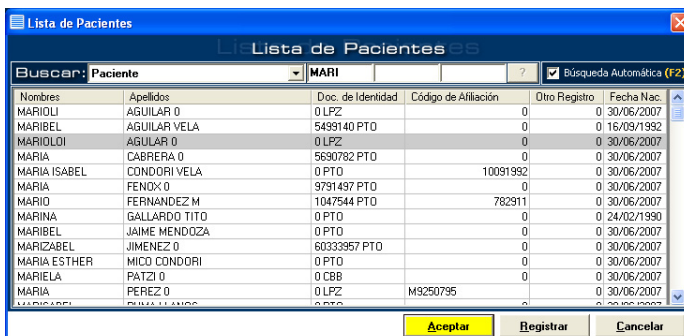 Lista de Pacientes
Lista de Pacientes
Buscar: Paciente MARI ? Búsqueda Automática (F2)
Nombres Apellidos Doc. de Identidad Código de Afiliación Otro Registro Fecha Nac.
MARIOLI AGUILAR 0 0 LPZ 0 0 30/06/2007
MARIBEL AGUILAR VELA 5499140 PTO 0 0 16/09/1992
MARIOLOI AGULAR 0 0 LPZ 0 0 30/06/2007
MARIA CABRERA 0 5690782 PTO 0 0 30/06/2007
MARIA ISABEL CONDORI VELA 0 PTO 10091992 0 30/06/2007
MARIA FENOX 0 9791497 PTO 0 0 30/06/2007
MARIO FERNANDEZ M 1047544 PTO 782911 0 30/06/2007
MARINA GALLARDO TITO 0 PTO 0 0 24/02/1990
MARIBEL JAIME MENDOZA 0 PTO 0 0 30/06/2007
MARIZABEL JIMENEZ 0 60333957 PTO 0 0 30/06/2007
MARIA ESTHER MICO CONDORI 0 PTO 0 0 30/06/2007
MARIELA PATZI 0 0 CBB 0 0 30/06/2007
MARIA PEREZ 0 0 LPZ M9250795 0 30/06/2007
Aceptar Registrar Cancelar